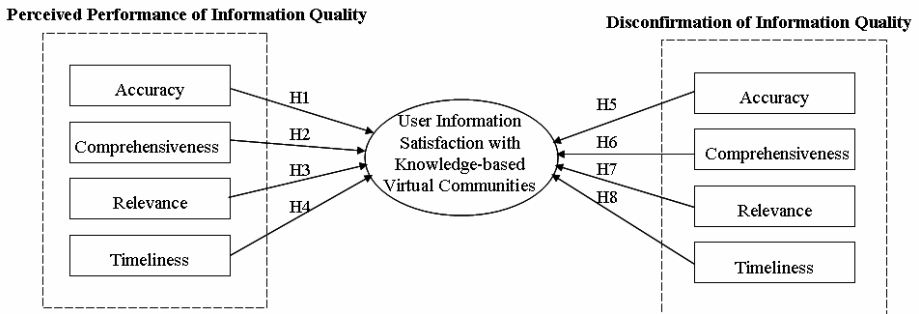 Perceived Performance of Information Quality
Disconfirmation of Information Quality
Accuracy
Comprehensiveness
Relevance
Timeliness
H1
H2
H3
H4
User Information
Satisfaction with
Knowledge-based
Virtual Communities
H5
H6
H7
H8
Accuracy
Comprehensiveness
Relevance
Timeliness